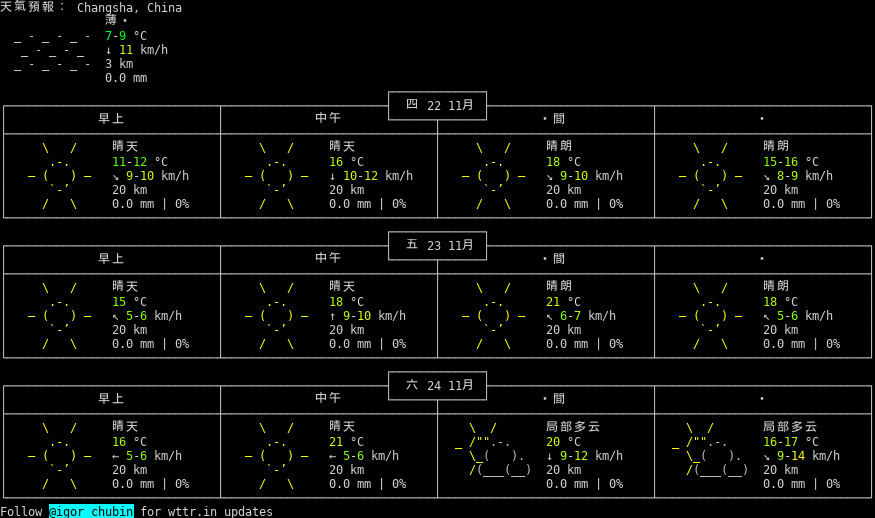 天氣預報： Changsha, China
薄・
7-9 °C
↓ 11 km/h
3 km
0.0 mm
四 22 11月
早上 中午 ・間 ・
晴天 晴天 晴朗 晴朗
11-12 °C 16 °C 18 °C 15-16 °C
↘ 9-10 km/h ↓ 10-12 km/h ↘ 9-10 km/h ↘ 8-9 km/h
20 km 20 km 20 km 20 km
0.0 mm | 0% 0.0 mm | 0% 0.0 mm | 0% 0.0 mm | 0%
五 23 11月
早上 中午 ・間 ・
晴天 晴天 晴朗 晴朗
15 °C 18 °C 21 °C 18 °C
↖ 5-6 km/h ↑ 9-10 km/h ↖ 6-7 km/h ↖ 5-6 km/h
20 km 20 km 20 km 20 km
0.0 mm | 0% 0.0 mm | 0% 0.0 mm | 0% 0.0 mm | 0%
六 24 11月
早上 中午 ・間 ・
晴天 晴天 局部多云 局部多云
16 °C 21 °C 20 °C 16-17 °C
← 5-6 km/h ← 5-6 km/h ↓ 9-12 km/h ↘ 9-14 km/h
20 km 20 km 20 km 20 km
0.0 mm | 0% 0.0 mm | 0% 0.0 mm | 0% 0.0 mm | 0%
Follow @igor_chubin for wttr.in updates